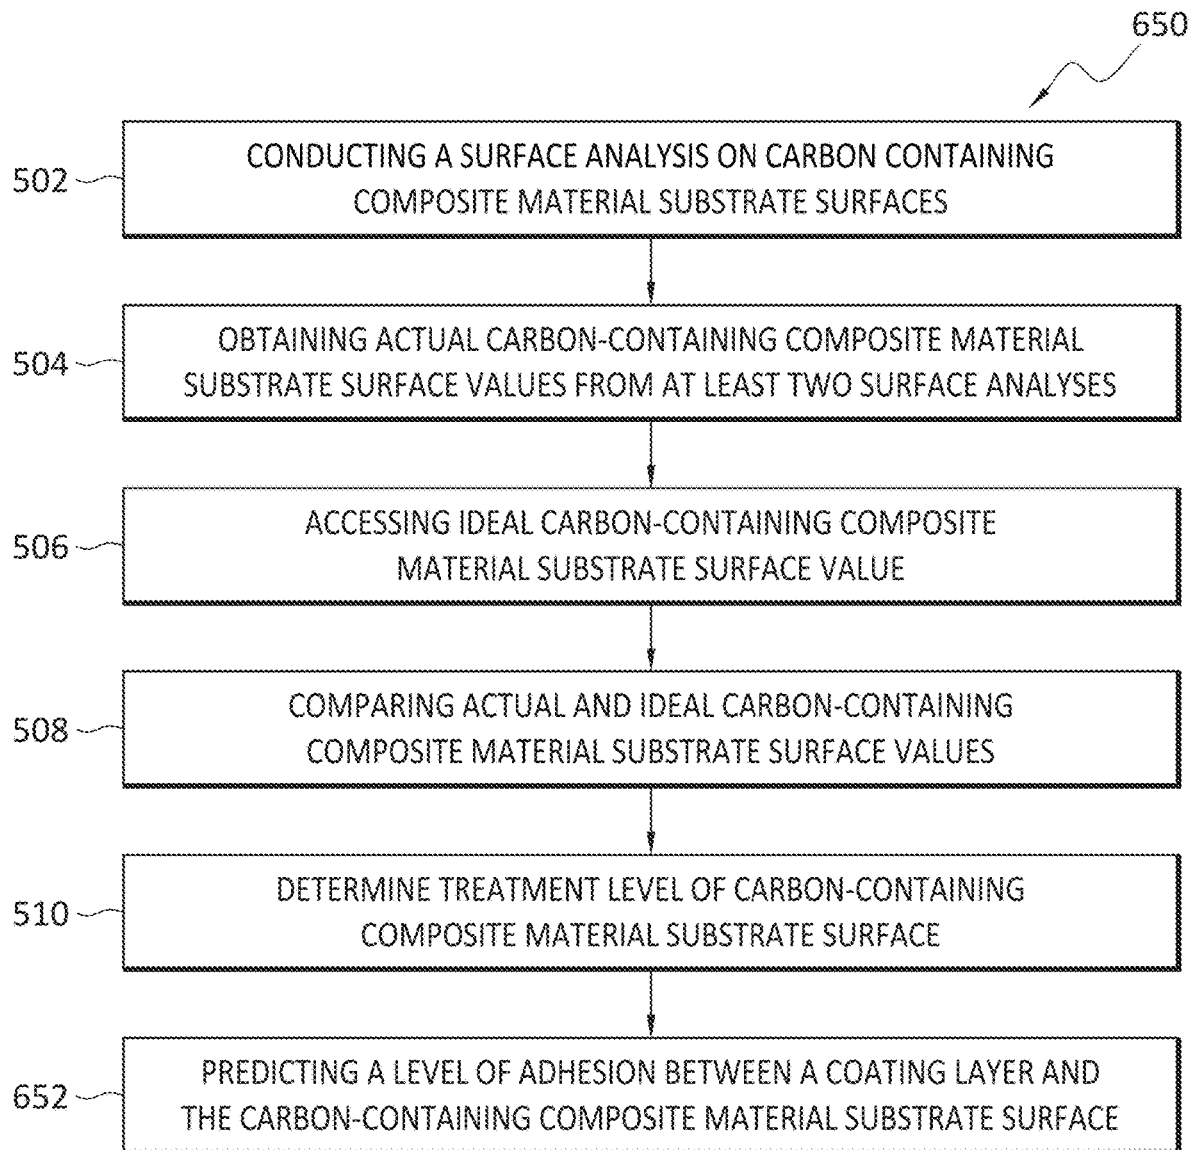 650
502
CONDUCTING A SURFACE ANALYSIS ON CARBON CONTAINING
COMPOSITE MATERIAL SUBSTRATE SURFACES
504
OBTAINING ACTUAL CARBON-CONTAINING COMPOSITE MATERIAL
SUBSTRATE SURFACE VALUES FROM AT LEAST TWO SURFACE ANALYSES
506
ACCESSING IDEAL CARBON-CONTAINING COMPOSITE
MATERIAL SUBSTRATE SURFACE VALUE
508
COMPARING ACTUAL AND IDEAL CARBON-CONTAINING
COMPOSITE MATERIAL SUBSTRATE SURFACE VALUES
510
DETERMINE TREATMENT LEVEL OF CARBON-CONTAINING
COMPOSITE MATERIAL SUBSTRATE SURFACE
652
PREDICTING A LEVEL OF ADHESION BETWEEN A COATING LAYER AND
THE CARBON-CONTAINING COMPOSITE MATERIAL SUBSTRATE SURFACE